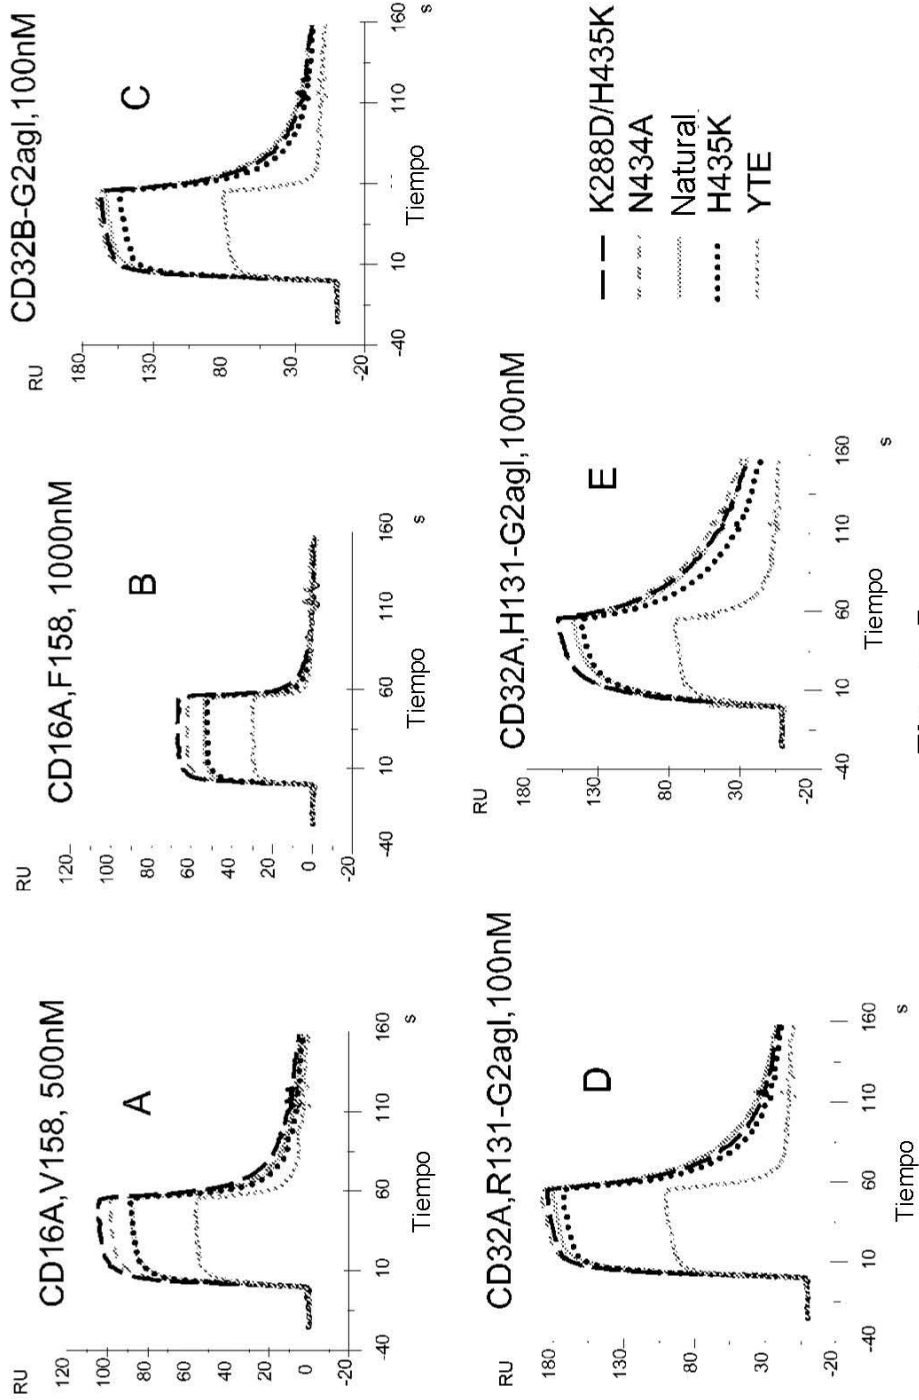 CD16A,V158, 500nM
RU
A
120
100
80
60
40
20
0
-20
-40
10
60
110
160
s
Tiempo
CD16A,F158, 1000nM
RU
B
120
100
80
60
40
20
0
-20
-40
10
60
110
160
s
Tiempo
CD32B-G2agl,100nM
RU
C
180
130
80
30
-20
-40
10
110
160
s
Tiempo
CD32A,R131-G2agl,100nM
RU
D
180
130
80
30
-40
10
60
110
160
s
Tiempo
CD32A,H131-G2agl,100nM
RU
E
180
130
80
30
-20
-40
10
60
110
160
s
Tiempo
K288D/H435K
N434A
Natural
H435K
YTE